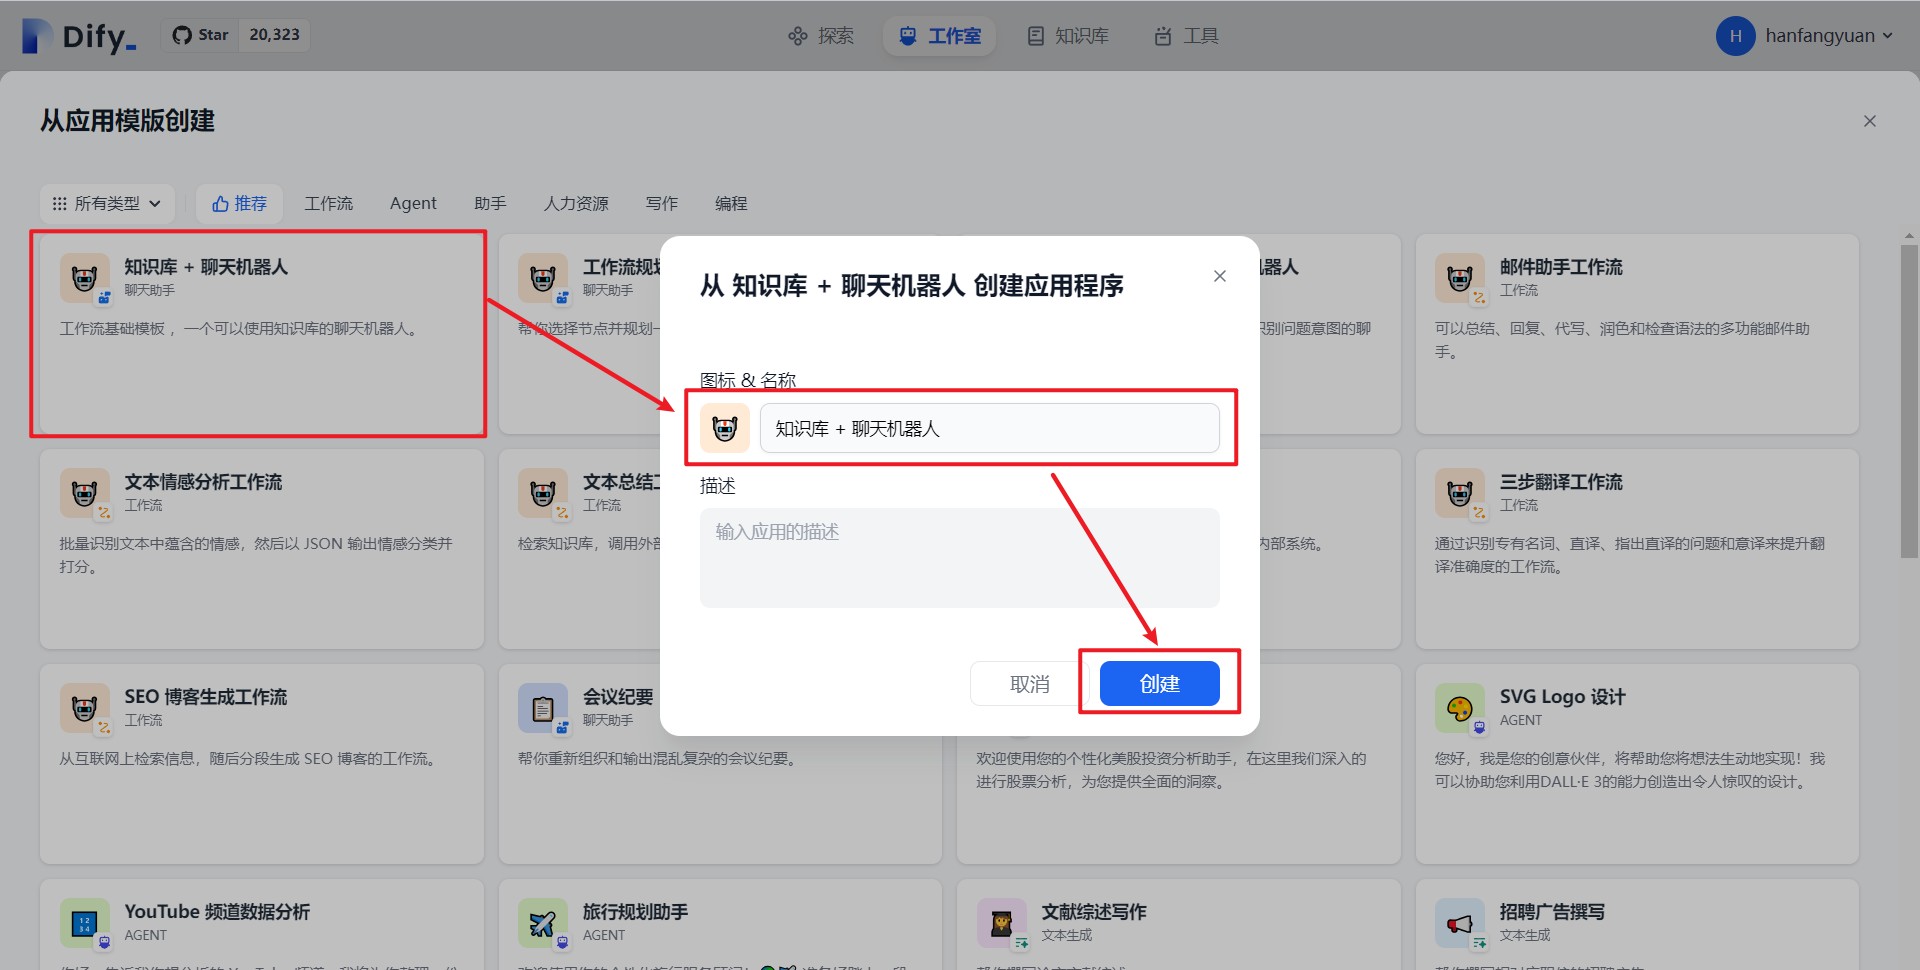 Dify_
Star 20,323
探索
工作室
知识库
工具
H
hanfangyuan
从应用模版创建
所有类型
推荐
工作流
Agent
助手
人力资源
写作
编程
知识库 + 聊天机器人
聊天助手
工作流基础模板 ，一个可以使用知识库的聊天机器人。
工作流规划
聊天助手
帮你选择节点并规划一
器人
识别问题意图的聊
邮件助手工作流
工作流
可以总结、回复、代写、润色和检查语法的多功能邮件助
手。
从 知识库 + 聊天机器人 创建应用程序
图标 & 名称
知识库 + 聊天机器人
描述
输入应用的描述
取消
创建
文本情感分析工作流
工作流
批量识别文本中蕴含的情感，然后以 JSON 输出情感分类并
打分。
文本总结工
工作流
检索知识库，调用外部
内部系统。
三步翻译工作流
工作流
通过识别专有名词、直译、指出直译的问题和意译来提升翻
译准确度的工作流。
SEO 博客生成工作流
工作流
从互联网上检索信息，随后分段生成 SEO 博客的工作流。
会议纪要
聊天助手
帮你重新组织和输出混乱复杂的会议纪要。
欢迎使用您的个性化美股投资分析助手，在这里我们深入的
进行股票分析，为您提供全面的洞察。
SVG Logo 设计
AGENT
您好，我是您的创意伙伴，将帮助您将想法生动地实现！我
可以协助您利用DALL·E 3的能力创造出令人惊叹的设计。
YouTube 频道数据分析
AGENT
旅行规划助手
AGENT
文献综述写作
文本生成
招聘广告撰写
文本生成